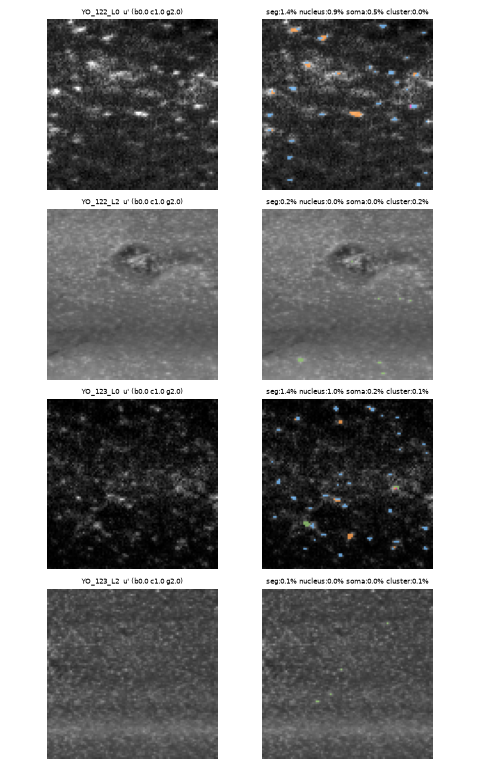 YO_122_L0 u' (b0.0 c1.0 g2.0)
seg:1.4% nucleus:0.9% soma:0.5% cluster:0.0%
YO_122_L2 u' (b0.0 c1.0 g2.0)
seg:0.2% nucleus:0.0% soma:0.0% cluster:0.2%
YO_123_L0 u' (b0.0 c1.0 g2.0)
seg:1.4% nucleus:1.0% soma:0.2% cluster:0.1%
YO_123_L2 u' (b0.0 c1.0 g2.0)
seg:0.1% nucleus:0.0% soma:0.0% cluster:0.1%